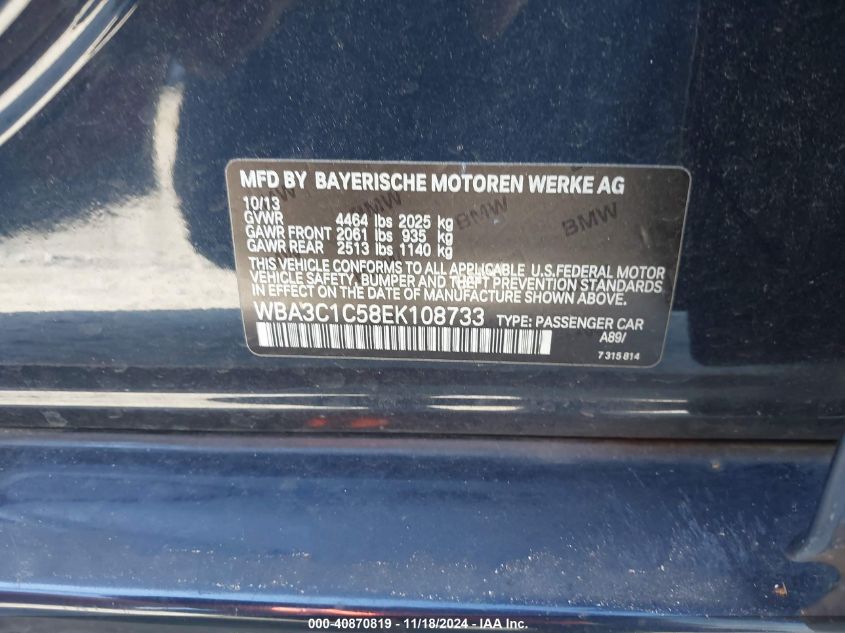 MFD BY BAYERISCHE MOTOREN WERKE AG
10/13
GVWR 4464 lbs 2025 kg
GAWR FRONT 2061 lbs 935 kg
GAWR REAR 2513 lbs 1140 kg
BMW BMW BMW
THIS VEHICLE CONFORMS TO ALL APPLICABLE U.S.FEDERAL MOTOR
VEHICLE SAFETY, BUMPER AND THEFT PREVENTION STANDARDS
IN EFFECT ON THE DATE OF MANUFACTURE SHOWN ABOVE.
WBA3C1C58EK108733 TYPE: PASSENGER CAR
A89/
7 315 814
000-40870819 - 11/18/2024 - IAA Inc.